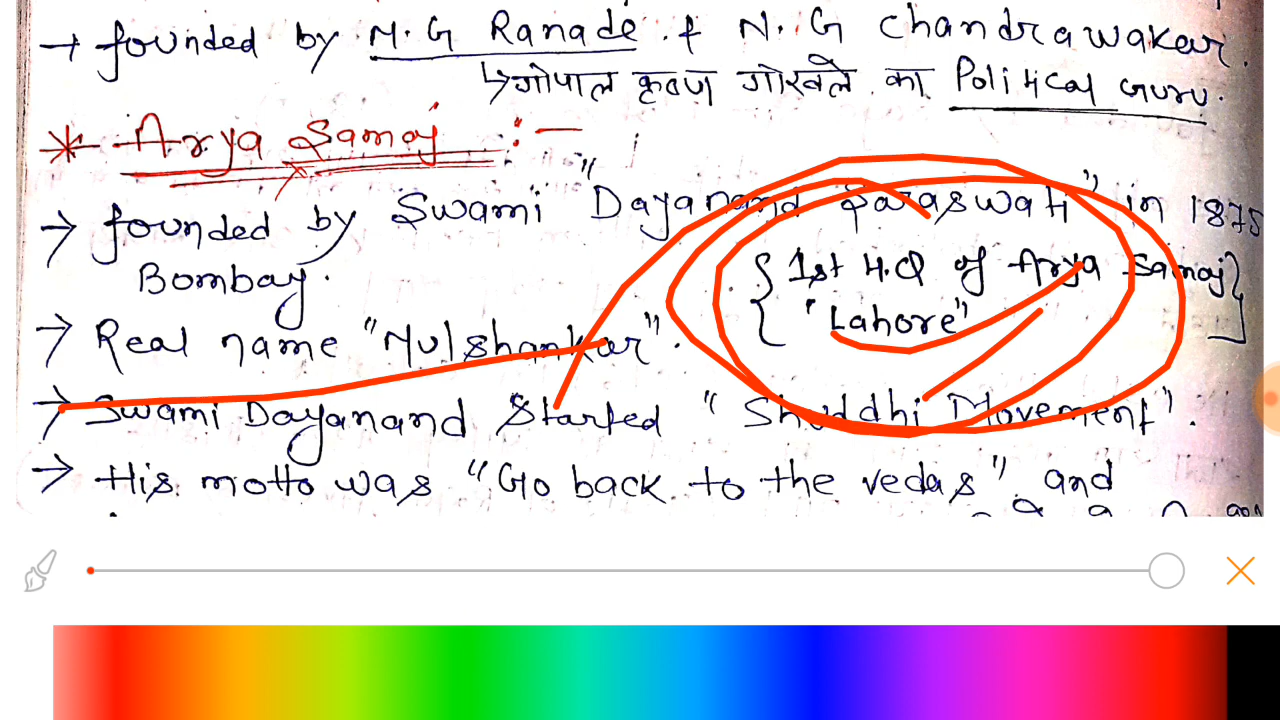 → founded by M.G Ranade & N.G Chandrawakar.
↳ गोपाल कृष्ण गोखले का Political Guru.
* Arya Samaj :-
→ founded by Swami "Dayanand Saraswati" in 1875
Bombay. { 1st H.Q of Arya Samaj }
"Lahore"
→ Real name "Mulshankar".
→ Swami Dayanand Started "Shuddhi Movement".
→ His motto was "Go back to the vedas" and